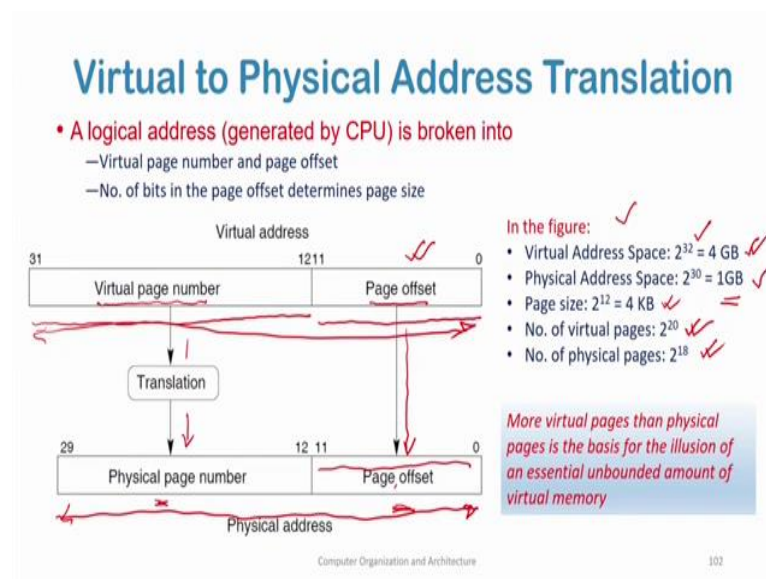 Virtual to Physical Address Translation
• A logical address (generated by CPU) is broken into
–Virtual page number and page offset
–No. of bits in the page offset determines page size
Virtual address
31 12 11 0
Virtual page number Page offset
Translation
29 12 11 0
Physical page number Page offset
Physical address
In the figure:
• Virtual Address Space: 2³² = 4 GB
• Physical Address Space: 2³⁰ = 1GB
• Page size: 2¹² = 4 KB
• No. of virtual pages: 2²⁰
• No. of physical pages: 2¹⁸
More virtual pages than physical
pages is the basis for the illusion of
an essential unbounded amount of
virtual memory
Computer Organization and Architecture 102